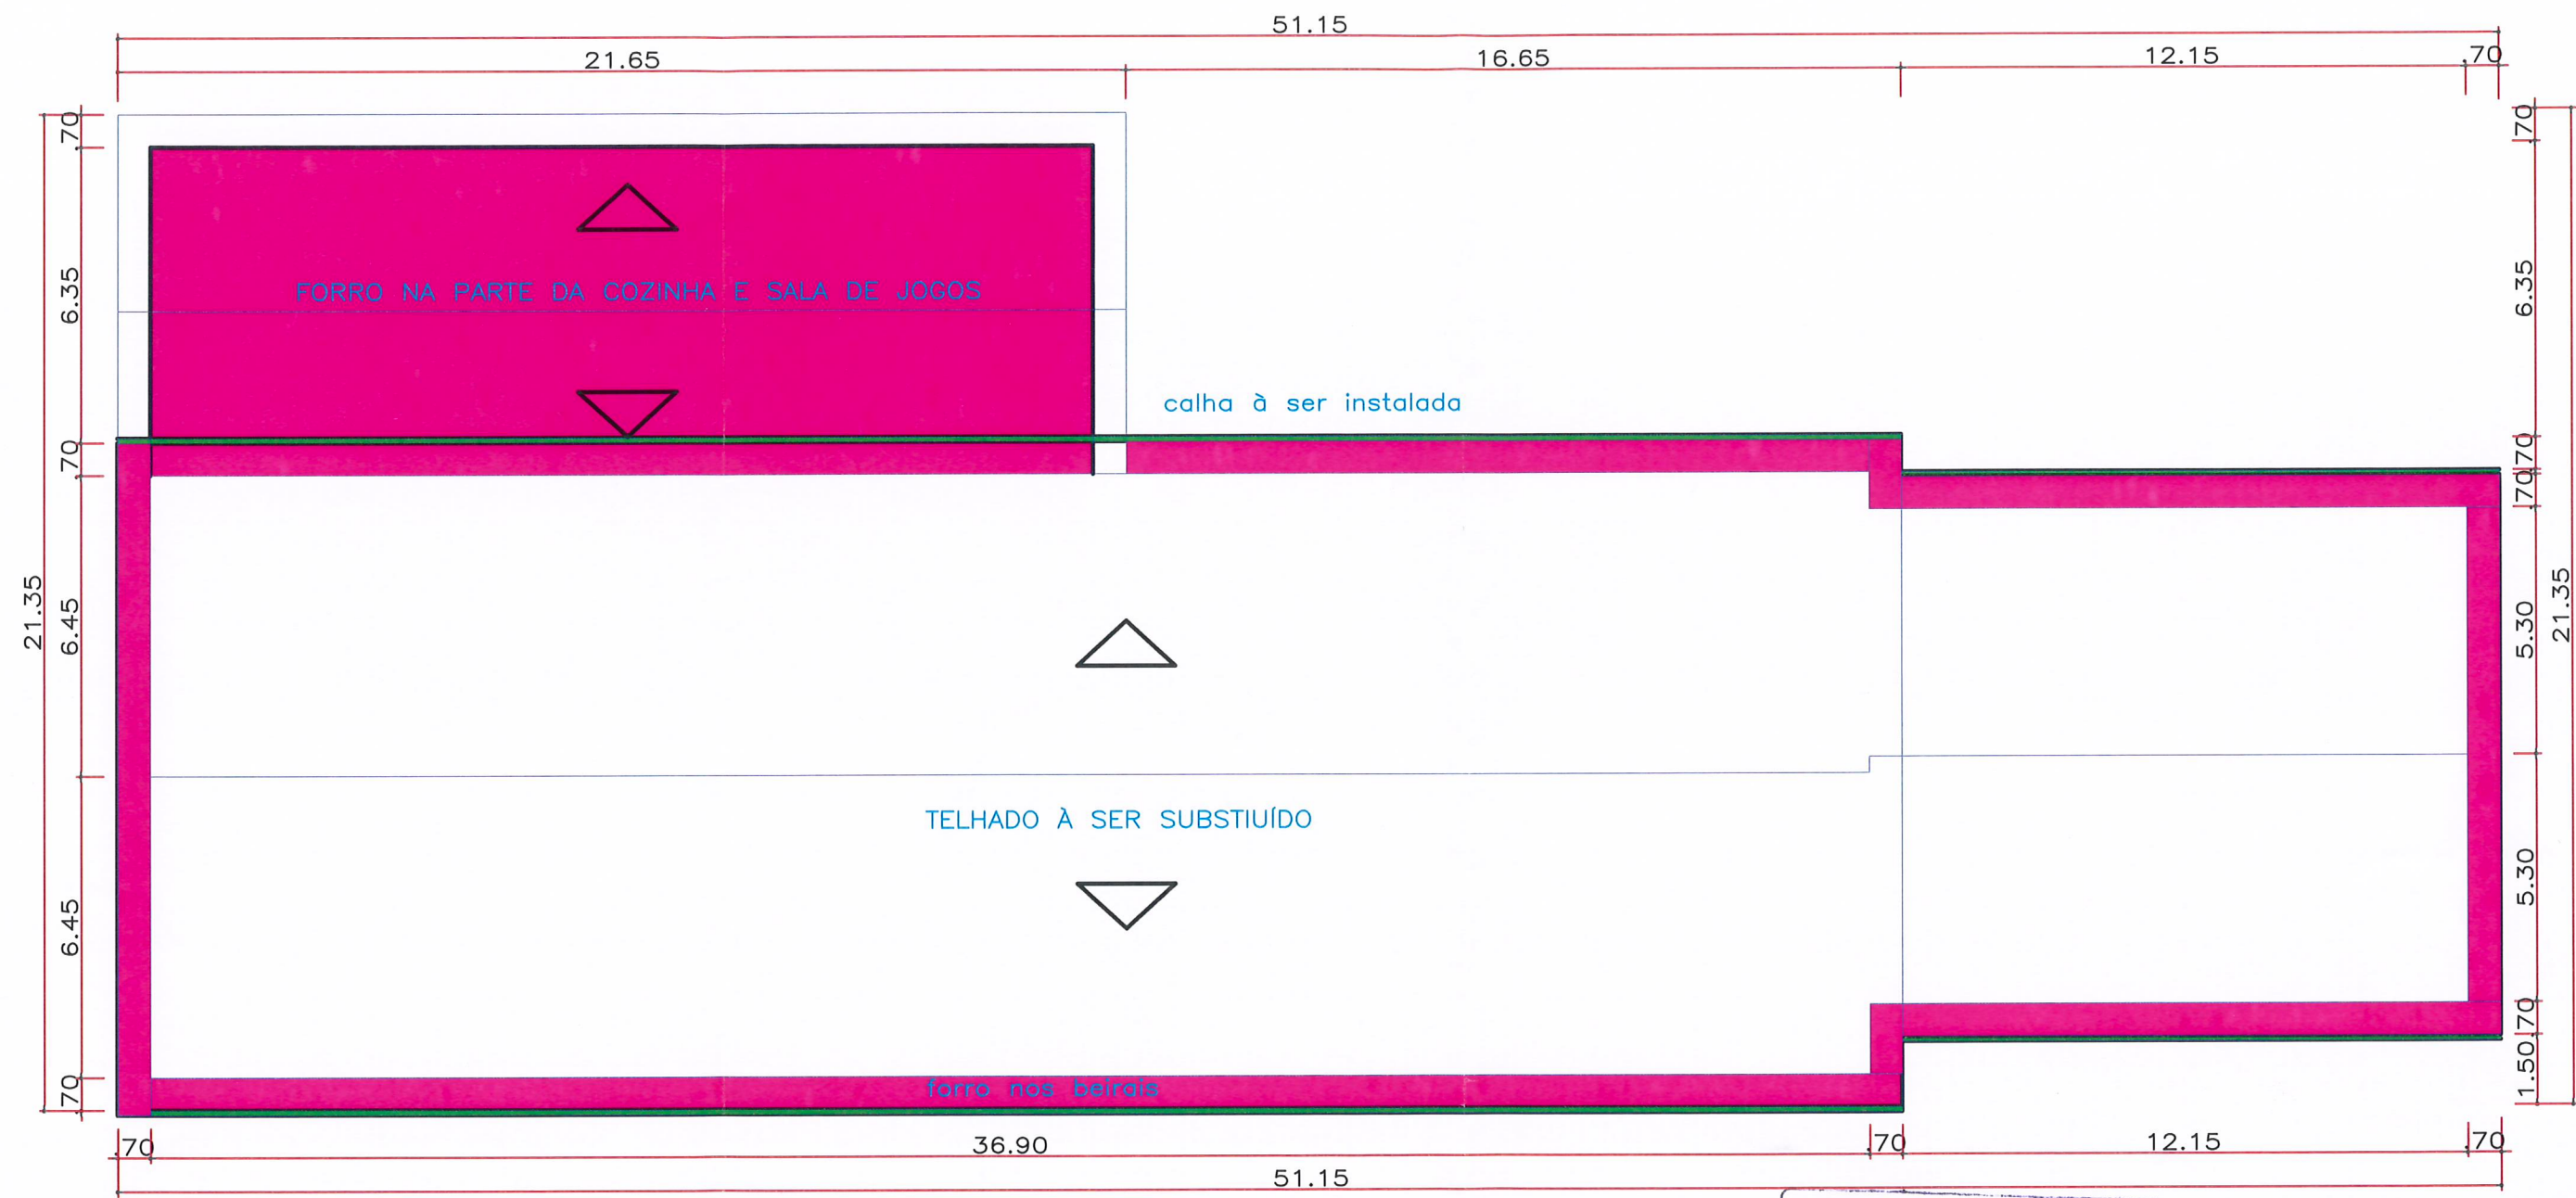 51.15
21.65 16.65 12.15 .70
.70 .70
FORRO NA PARTE DA COZINHA E SALA DE JOGOS
6.35 6.35
calha à ser instalada
.70 .70
.70
21.35 6.45 5.30 21.35
TELHADO À SER SUBSTIUÍDO
6.45 5.30
.70
forro nos beirais
.70 1.50
.70 36.90 .70 12.15 .70
51.15